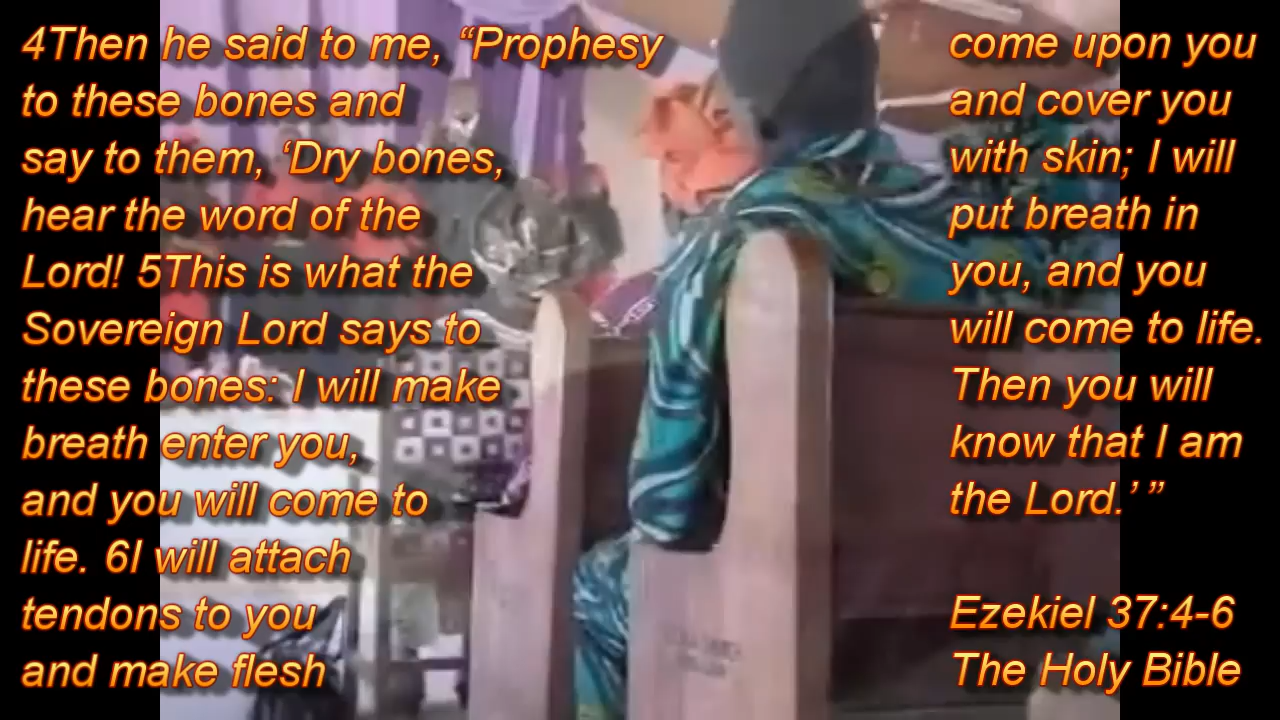 4Then he said to me, “Prophesy
to these bones and
say to them, ‘Dry bones,
hear the word of the
Lord! 5This is what the
Sovereign Lord says to
these bones: I will make
breath enter you,
and you will come to
life. 6I will attach
tendons to you
and make flesh
come upon you
and cover you
with skin; I will
put breath in
you, and you
will come to life.
Then you will
know that I am
the Lord.’ ”
Ezekiel 37:4-6
The Holy Bible